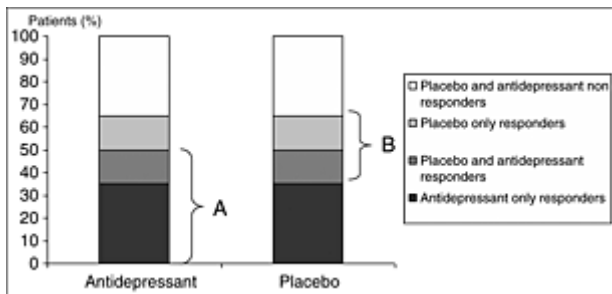 Patients (%)
100
90
80
70
60
50
40
30
20
10
0
A
B
Antidepressant
Placebo
Placebo and antidepressant non
responders
Placebo only responders
Placebo and antidepressant
responders
Antidepressant only responders